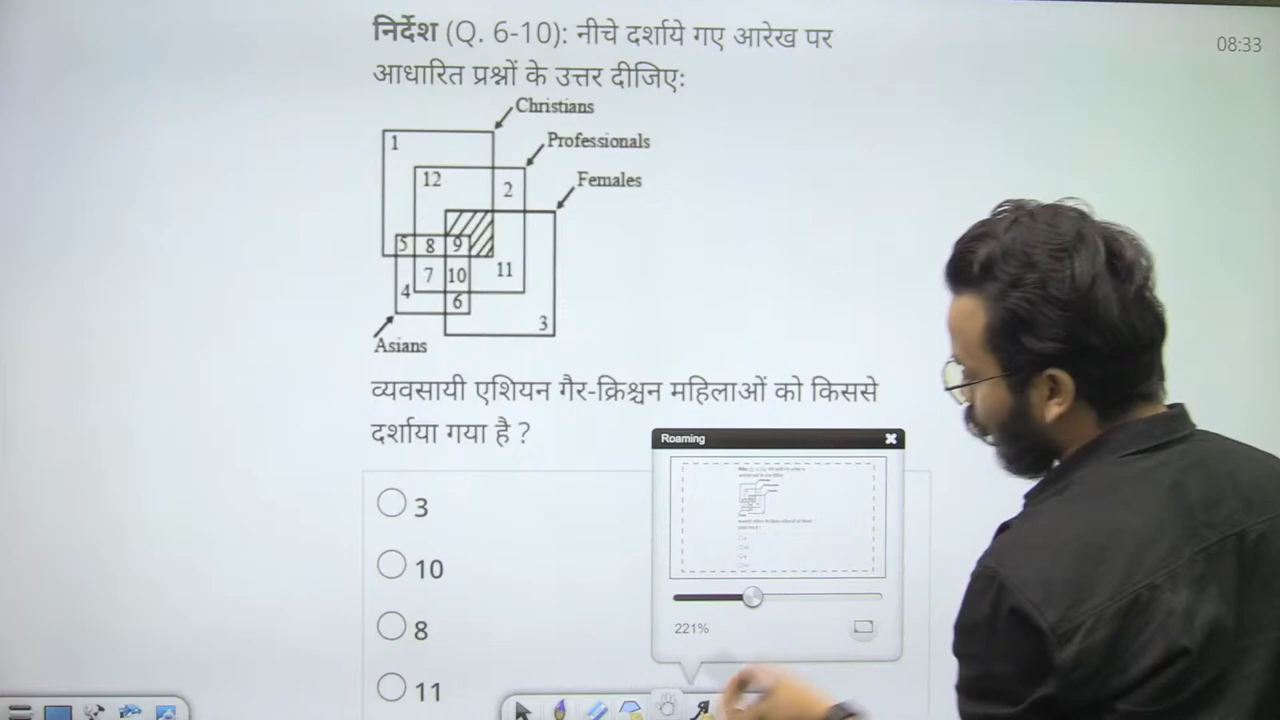 निर्देश (Q. 6-10): नीचे दर्शाये गए आरेख पर
08:33
आधारित प्रश्नों के उत्तर दीजिए:
Christians
1
Professionals
12
2
Females
5 8 9
7 10 11
4
6
3
Asians
व्यवसायी एशियन गैर-क्रिश्चन महिलाओं को किससे
दर्शाया गया है ?
Roaming
3
10
8
221%
11